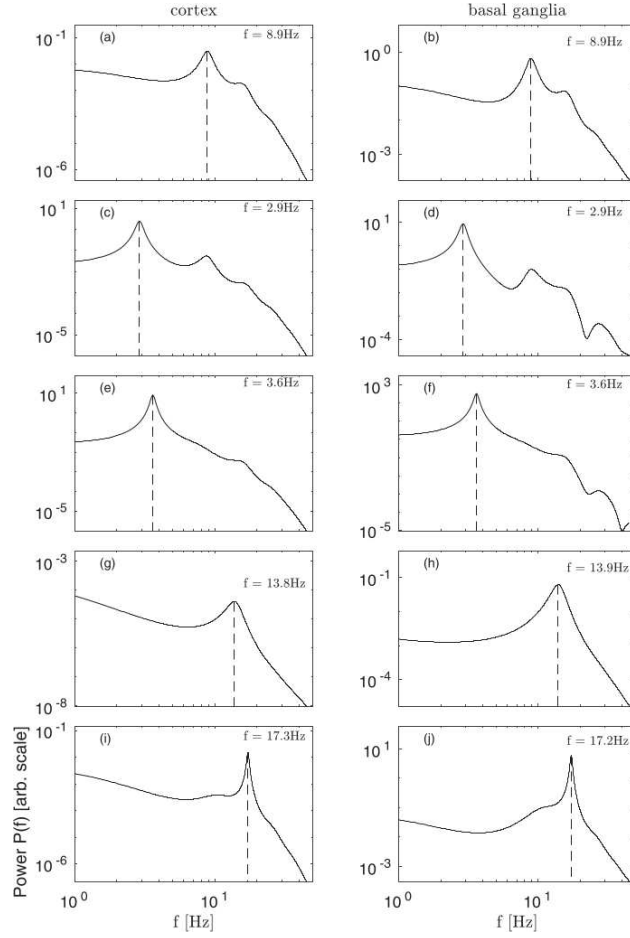 cortex
basal ganglia
(a)
f = 8.9Hz
10^-1
10^-6
(b)
f = 8.9Hz
10^0
10^-3
(c)
f = 2.9Hz
10^-5
(d)
f = 2.9Hz
10^1
10^-4
(e)
f = 3.6Hz
10^1
10^-5
(f)
f = 3.6Hz
10^3
10^-5
(g)
f = 13.8Hz
10^-3
10^-8
(h)
f = 13.9Hz
10^-1
10^-4
(i)
f = 17.3Hz
10^-1
10^-6
(j)
f = 17.2Hz
10^1
10^-3
Power P(f) [arb. scale]
10^0
10^1
10^0
10^1
f [Hz]
f [Hz]